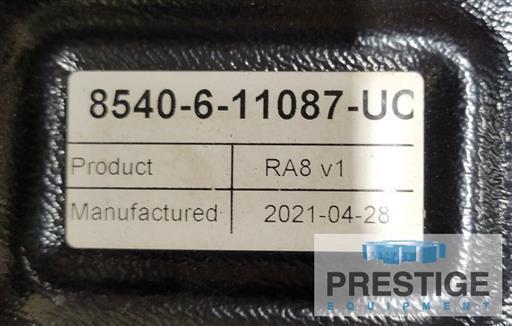 8540-6-11087-UC
Product RA8 v1
Manufactured 2021-04-28
PRESTIGE
EQUIPMENT